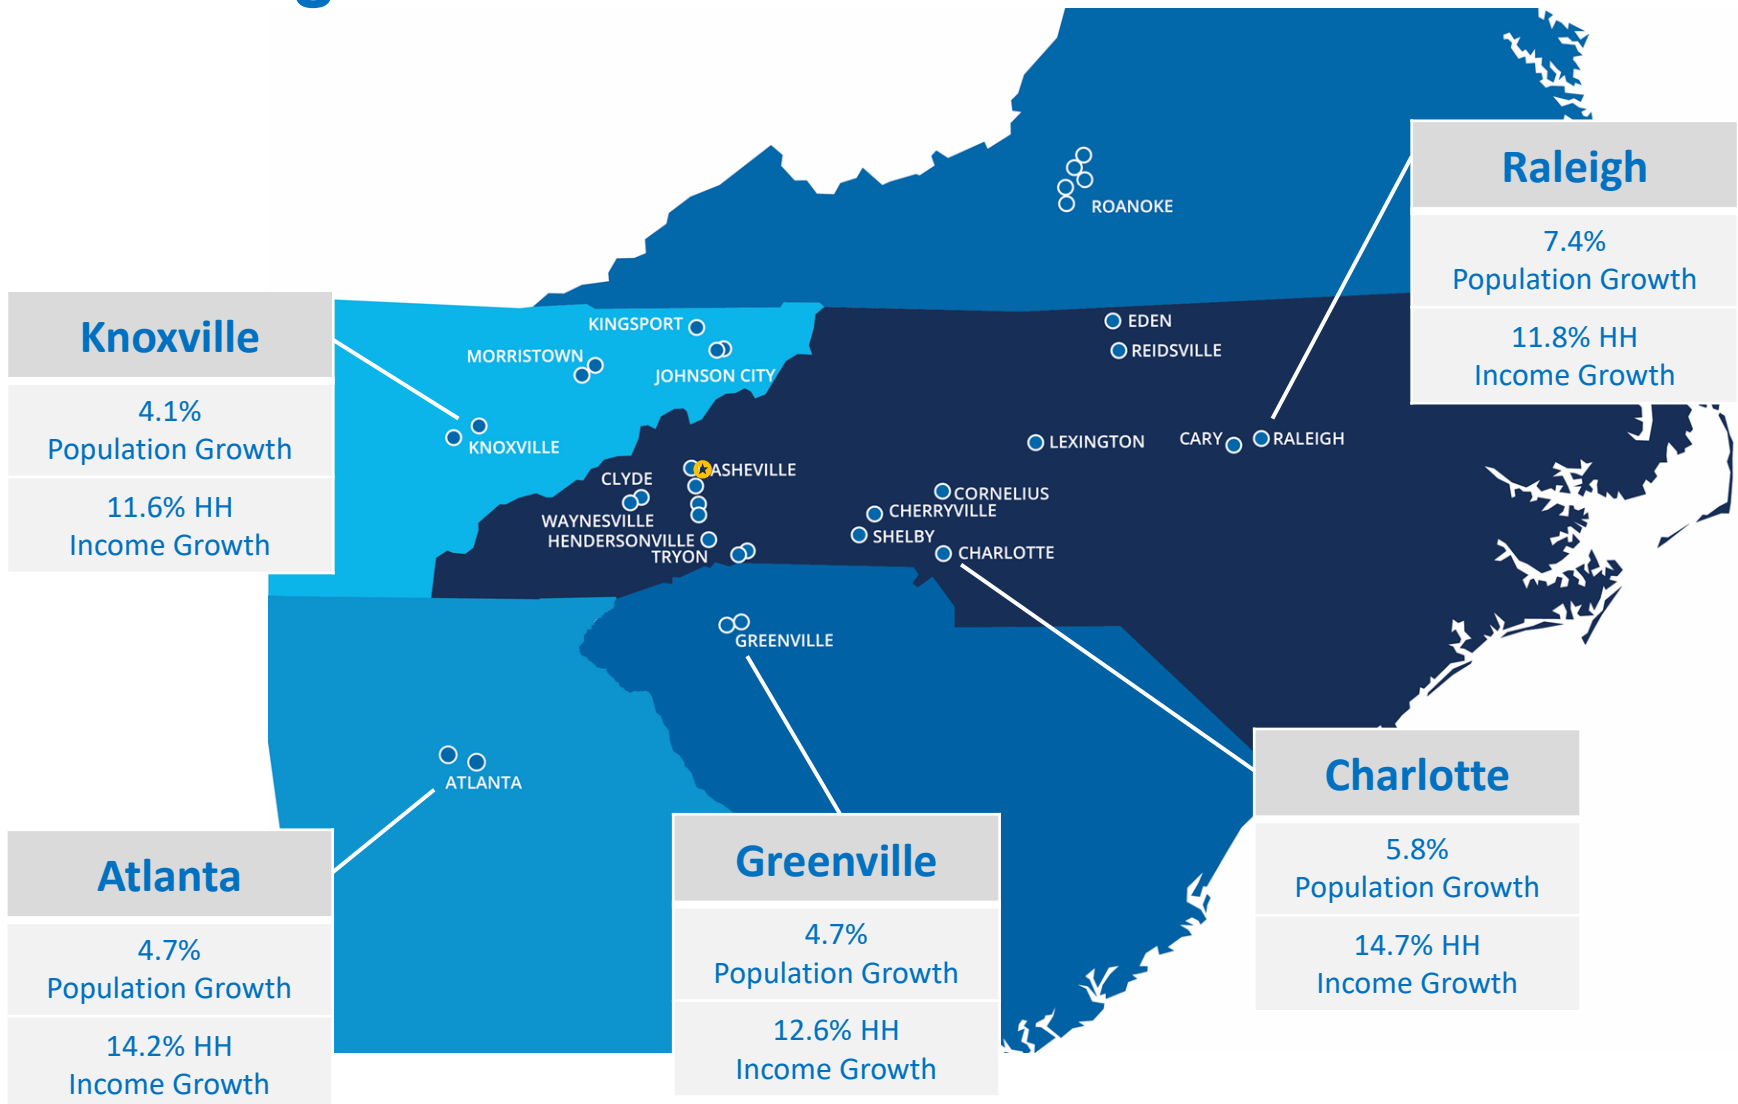 ROANOKE
Raleigh
7.4%
Population Growth
11.8% HH
Income Growth
Knoxville
4.1%
Population Growth
11.6% HH
Income Growth
KINGSPORT
MORRISTOWN
JOHNSON CITY
KNOXVILLE
EDEN
REIDSVILLE
LEXINGTON
CARY
RALEIGH
ASHEVILLE
CLYDE
WAYNESVILLE
HENDERSONVILLE
TRYON
CORNELIUS
CHERRYVILLE
SHELBY
CHARLOTTE
GREENVILLE
ATLANTA
Atlanta
4.7%
Population Growth
14.2% HH
Income Growth
Greenville
4.7%
Population Growth
12.6% HH
Income Growth
Charlotte
5.8%
Population Growth
14.7% HH
Income Growth